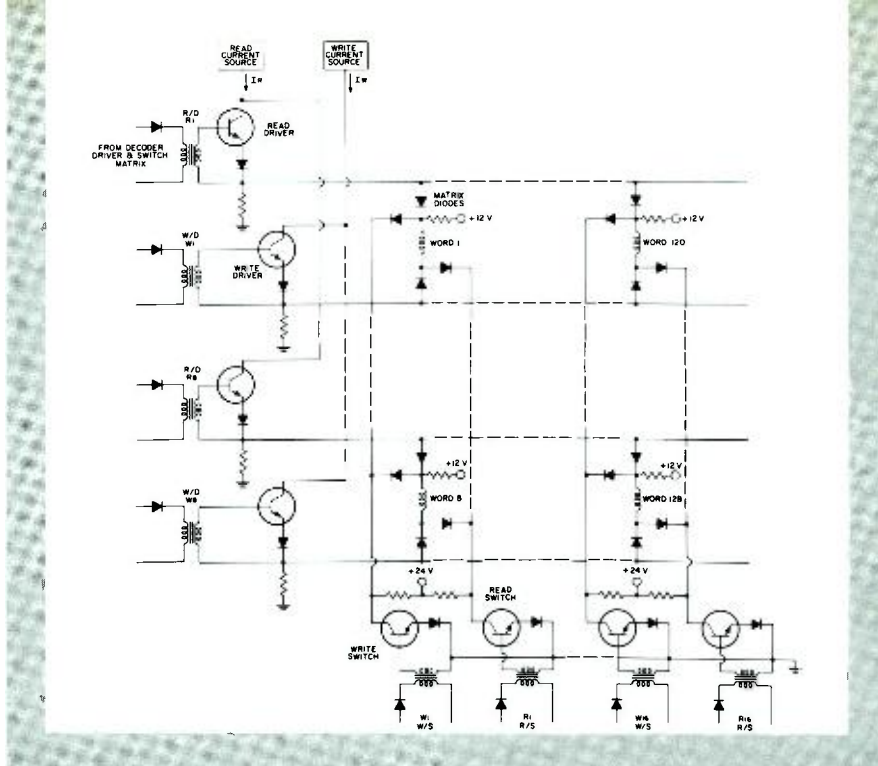 READ
CURRENT
SOURCE
WRITE
CURRENT
SOURCE
IR
IW
R/D
R1
READ
DRIVER
FROM DECODER
DRIVER & SWITCH
MATRIX
MATRIX
DIODES
+12 V
+12 V
WORD 1
WORD 120
W/D
W1
WRITE
DRIVER
R/D
R8
+12 V
+12 V
WORD 8
WORD 128
W/D
W8
+24 V
+24 V
READ
SWITCH
WRITE
SWITCH
W1
W/S
R1
R/S
W16
W/S
R16
R/S